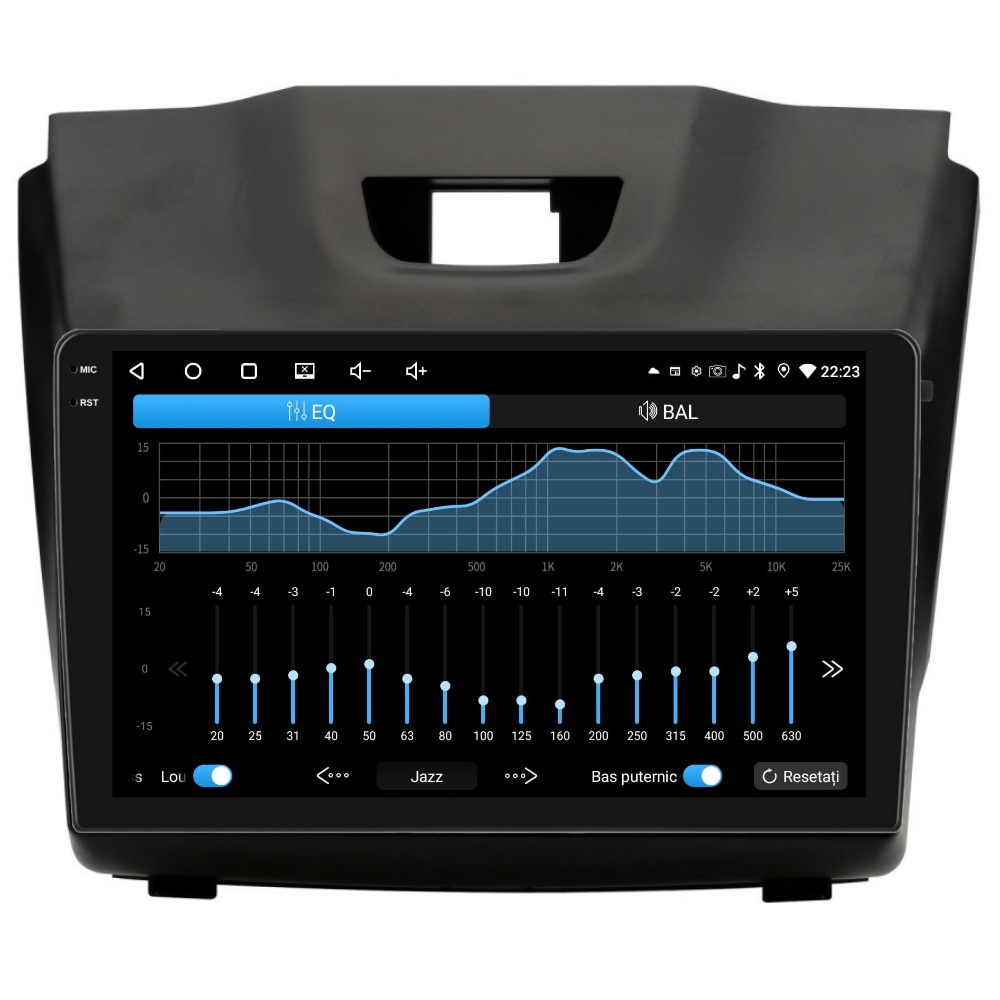 MIC
RST
22:23
EQ
BAL
15
0
-15
20 50 100 200 500 1K 2K 5K 10K 25K
-4 -4 -3 -1 0 -4 -6 -10 -10 -11 -4 -3 -2 -2 +2 +5
15
0
-15
20 25 31 40 50 63 80 100 125 160 200 250 315 400 500 630
s Lou Jazz Bas puternic Resetați